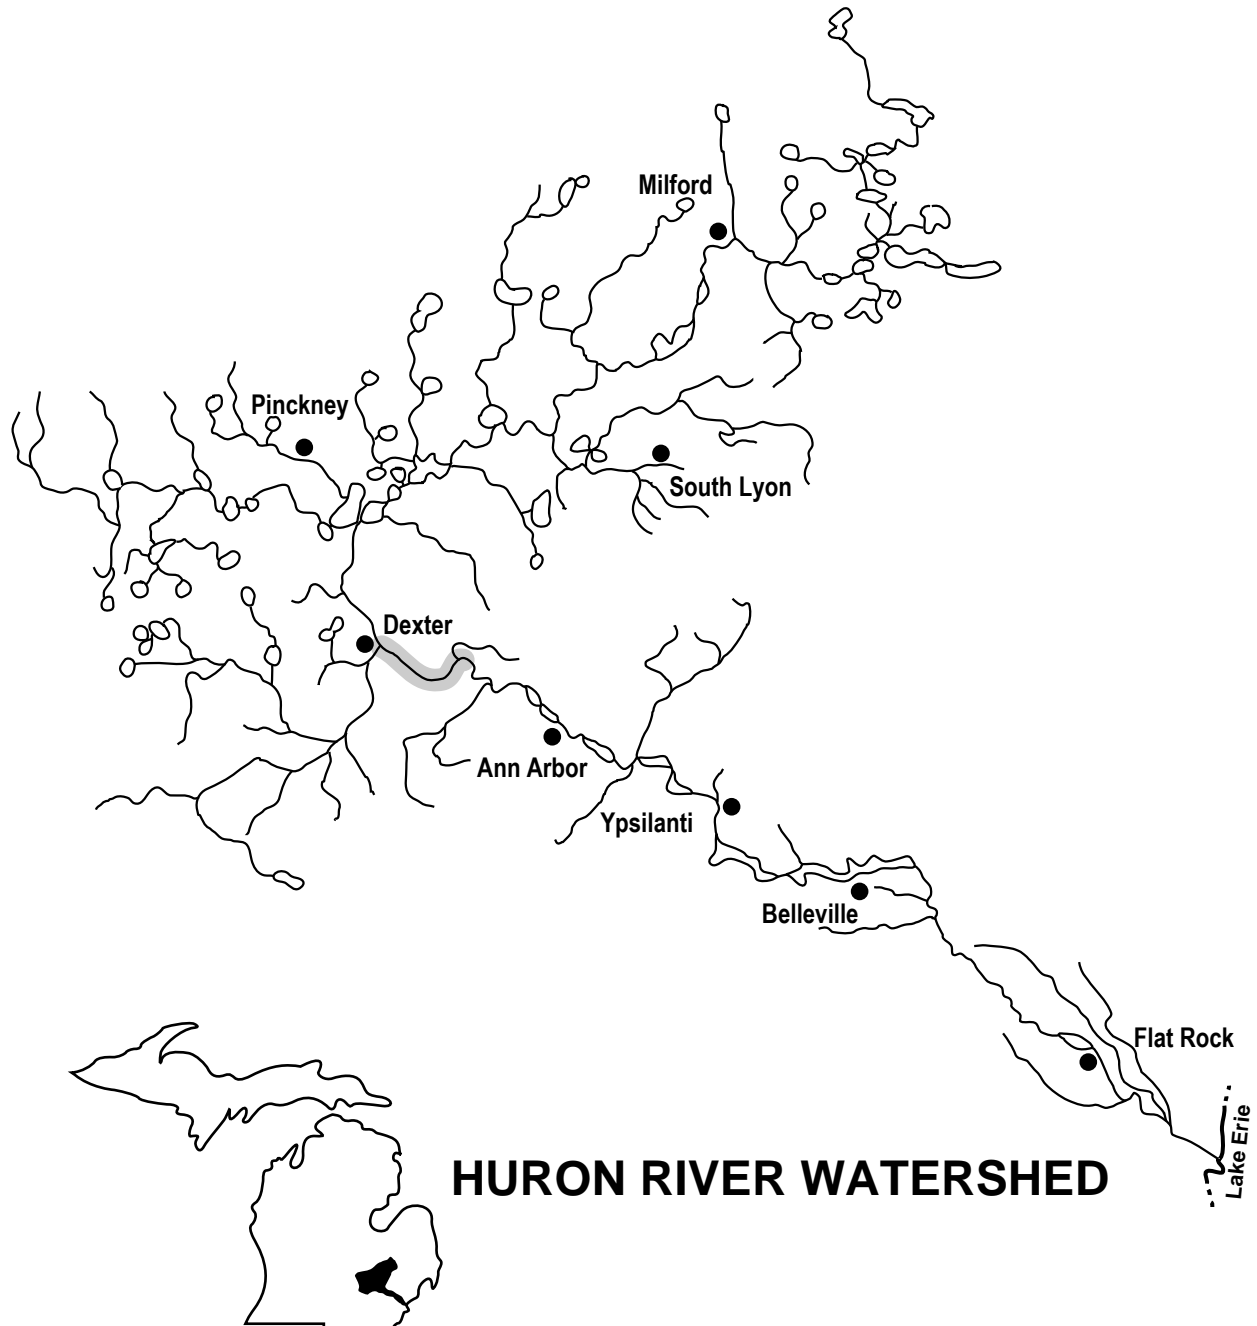 Milford
Pinckney
South Lyon
Dexter
Ann Arbor
Ypsilanti
Belleville
Flat Rock
Lake Erie
HURON RIVER WATERSHED